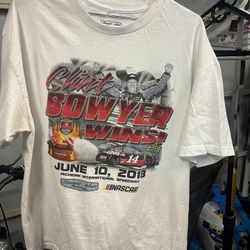 Clint
BOWYER
WINS!
14
JUNE 10, 2018
MICHIGAN INTERNATIONAL SPEEDWAY
NASCAR